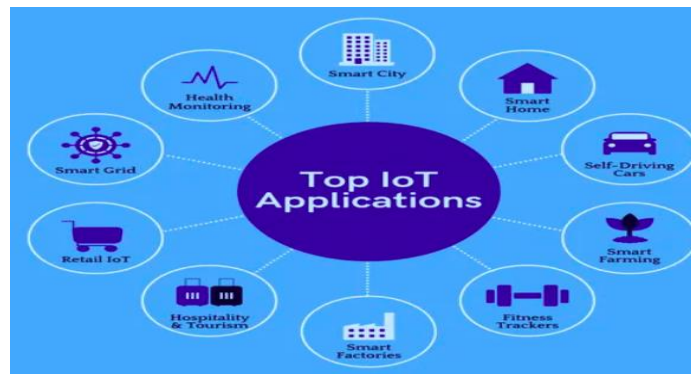 Top IoT
Applications
Smart City
Smart
Home
Self-Driving
Cars
Smart
Farming
Fitness
Trackers
Smart
Factories
Hospitality
& Tourism
Retail IoT
Smart Grid
Health
Monitoring